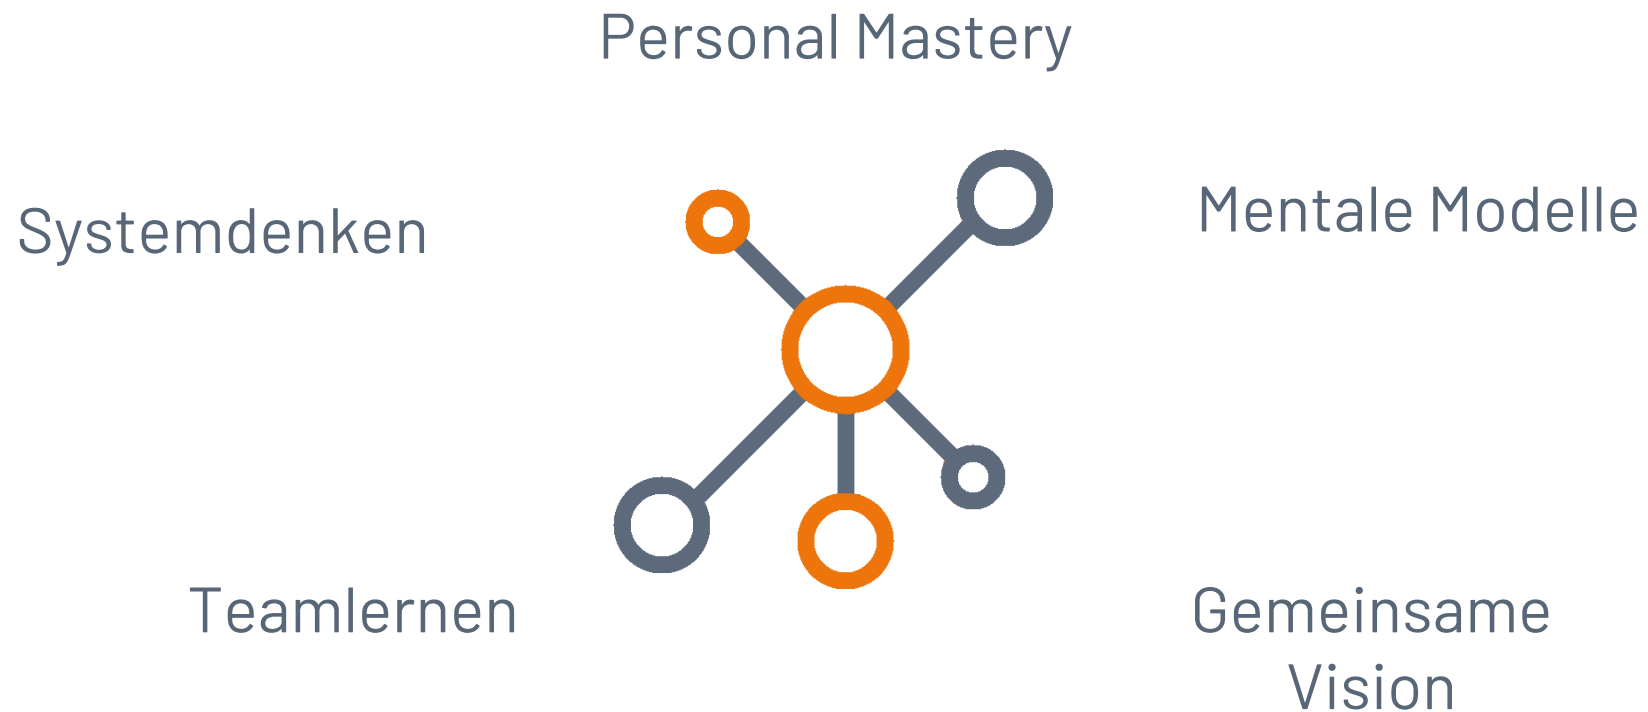 Personal Mastery
Systemdenken
Mentale Modelle
Teamlernen
Gemeinsame
Vision